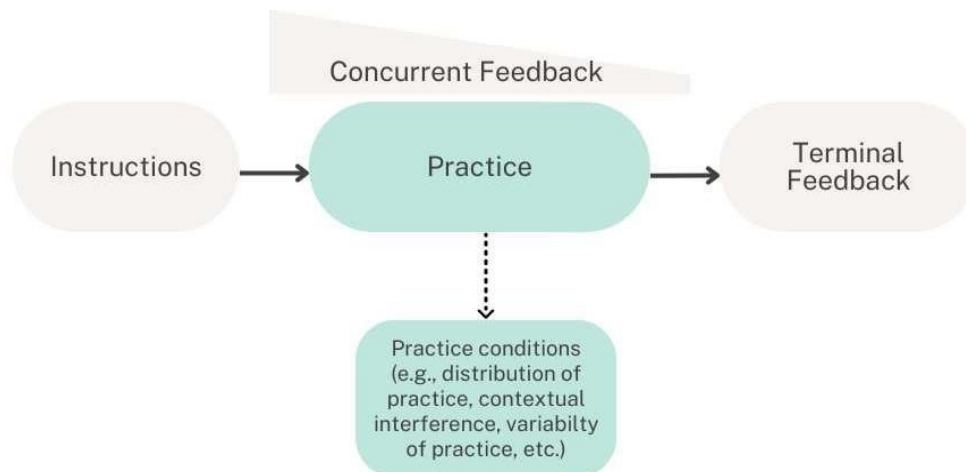 Concurrent Feedback
Instructions
Practice
Terminal
Feedback
Practice conditions
(e.g., distribution of
practice, contextual
interference, variabilty
of practice, etc.)